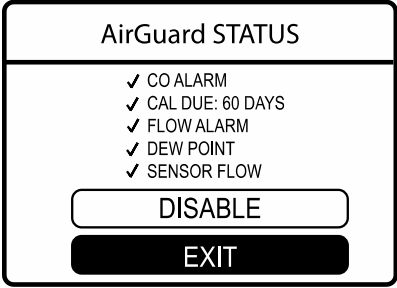 AirGuard STATUS
✓ CO ALARM
✓ CAL DUE: 60 DAYS
✓ FLOW ALARM
✓ DEW POINT
✓ SENSOR FLOW
DISABLE
EXIT